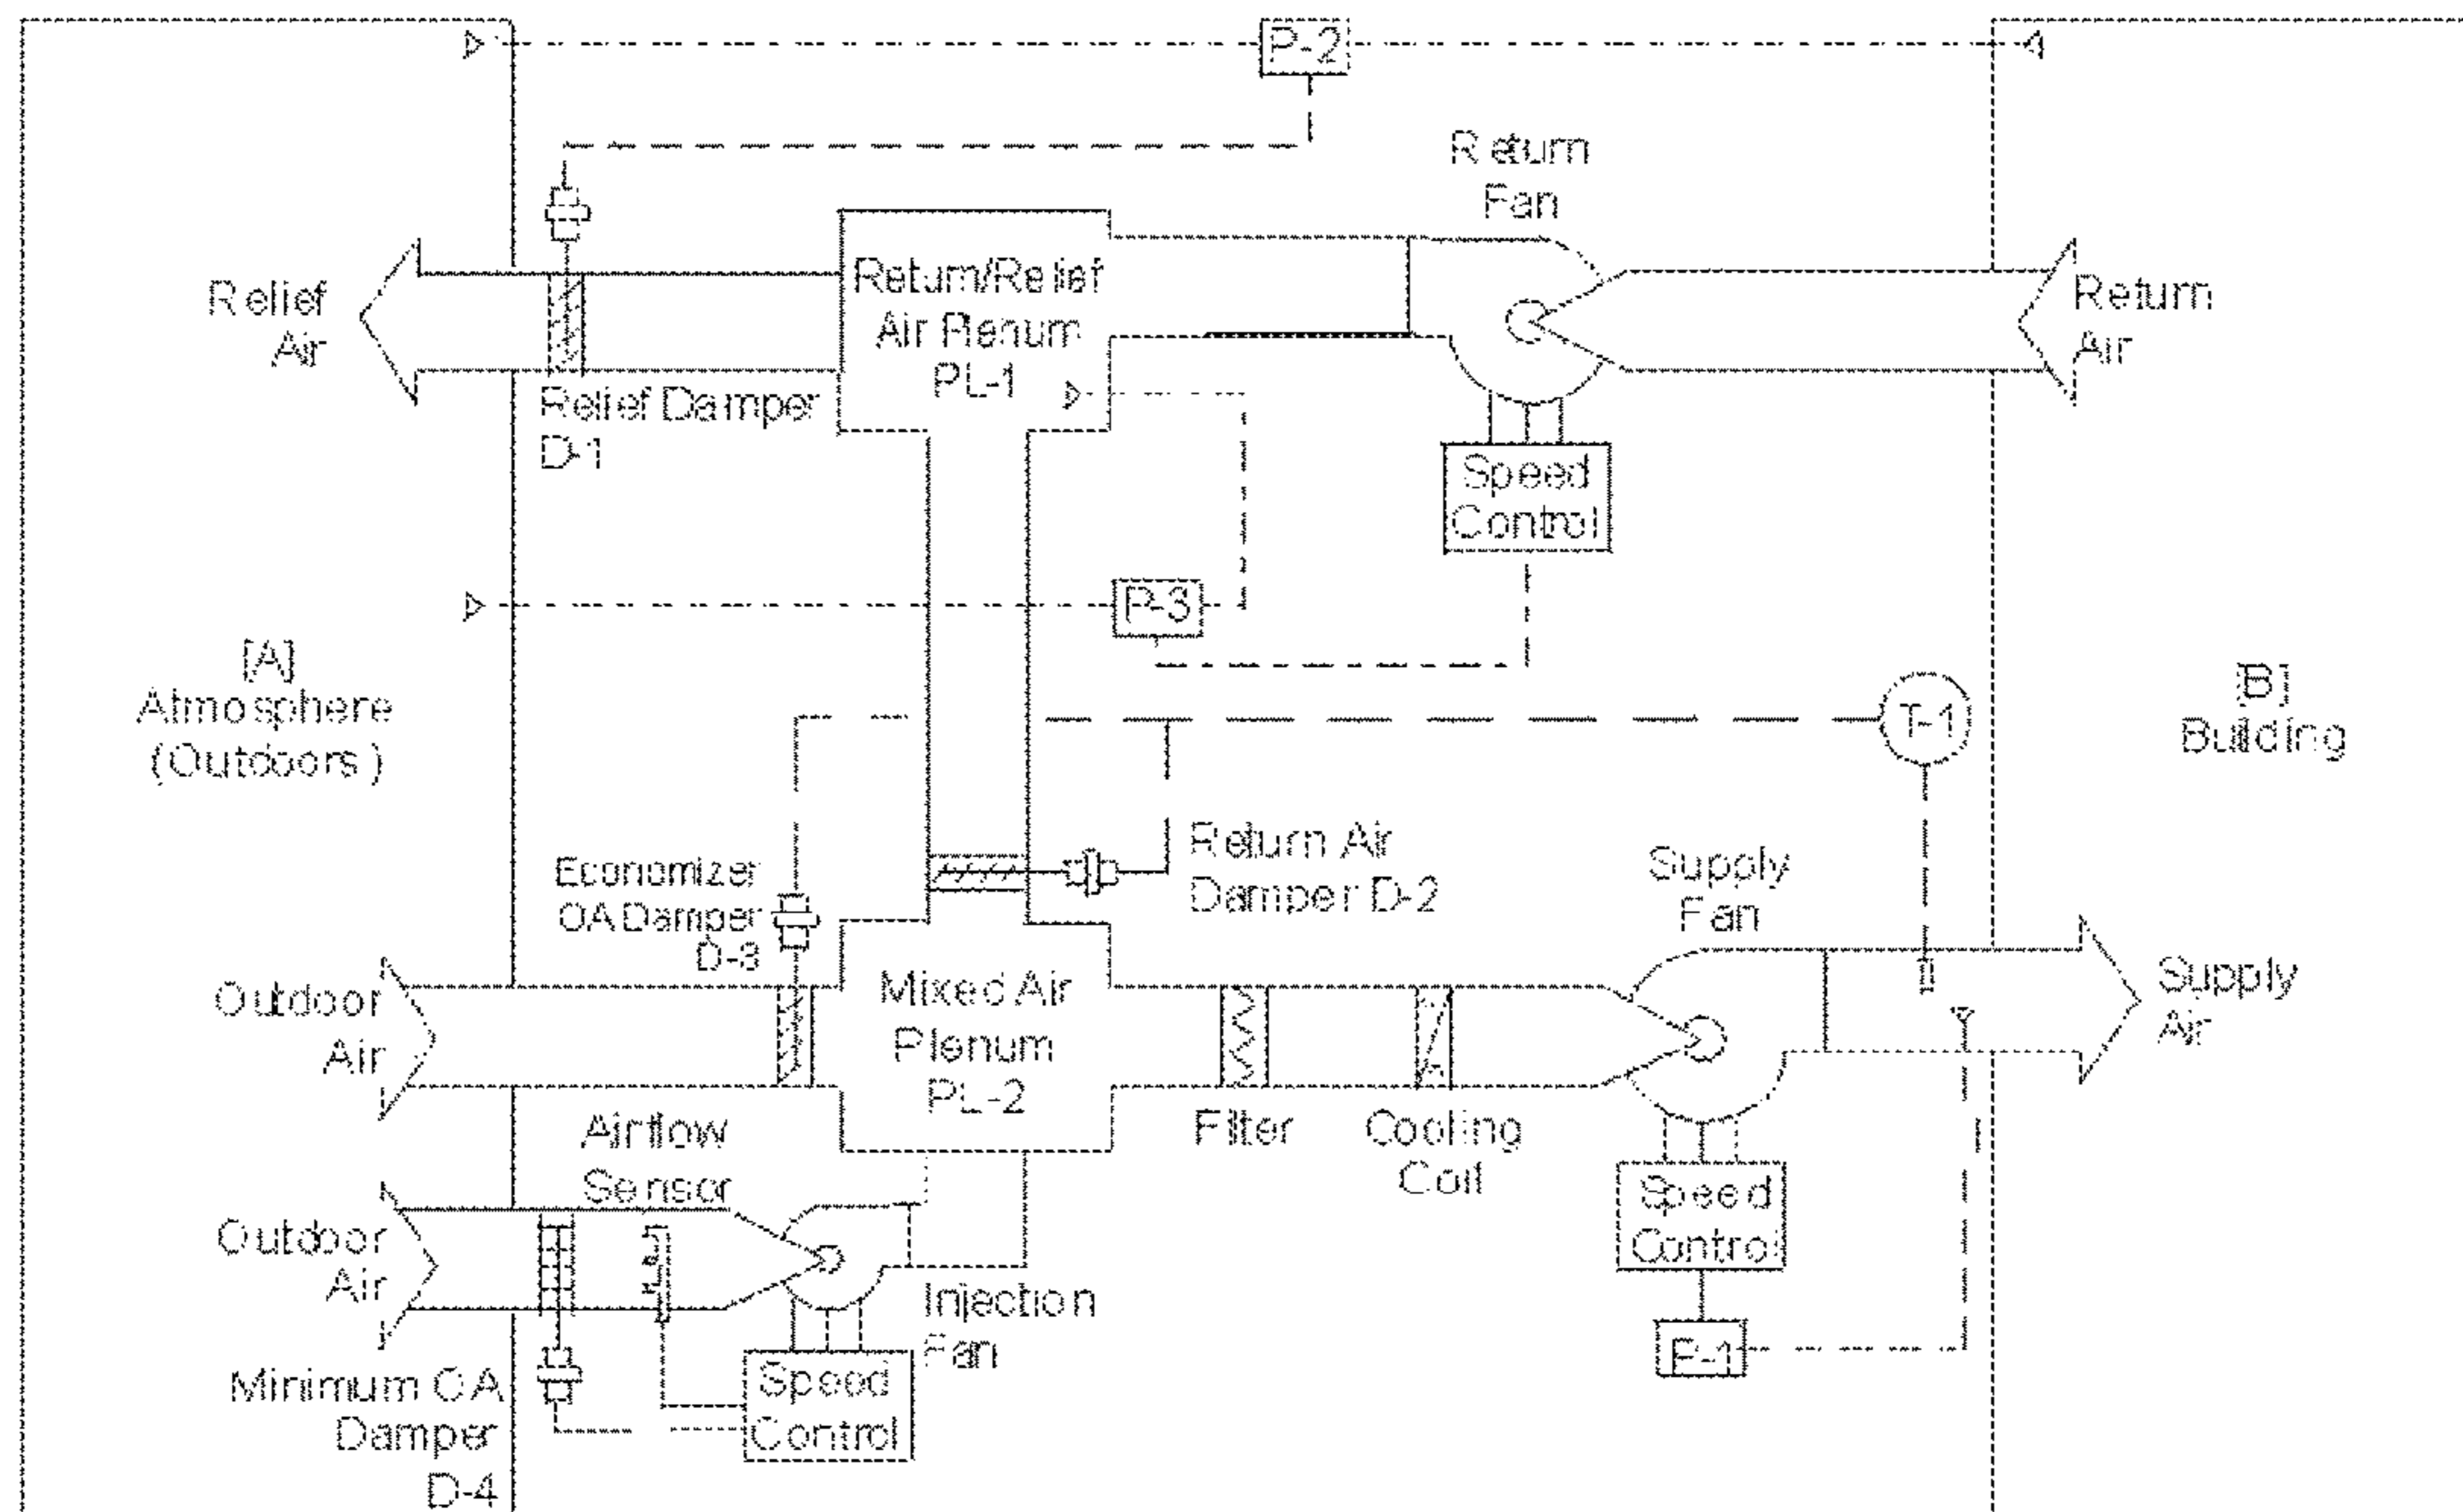 P-2
Return
Fan
Relief
Air
Return/Relief
Air Plenum
PL-1
Return
Air
Relief Damper
D-1
Speed
Control
P-3
[A]
Atmosphere
(Outdoors)
T-1
[B]
Building
Economizer
OA Damper
D-3
Return Air
Damper D-2
Supply
Fan
Outdoor
Air
Mixed Air
Plenum
PL-2
Supply
Air
Airflow
Sensor
Filter
Cooling
Coil
Speed
Control
Outdoor
Air
Injection
Fan
P-1
Minimum OA
Damper
D-4
Speed
Control